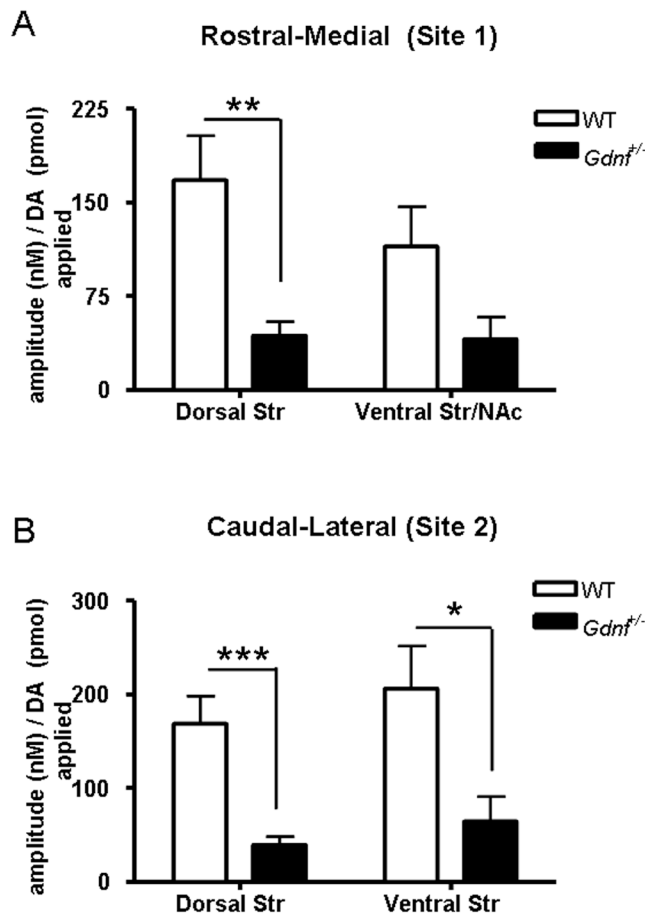 A
Rostral-Medial (Site 1)
amplitude (nM) / DA (pmol)
applied
225
150
75
0
**
WT
Gdnf+/-
Dorsal Str
Ventral Str/NAc
B
Caudal-Lateral (Site 2)
amplitude (nM) / DA (pmol)
applied
300
200
100
0
***
*
WT
Gdnf+/-
Dorsal Str
Ventral Str